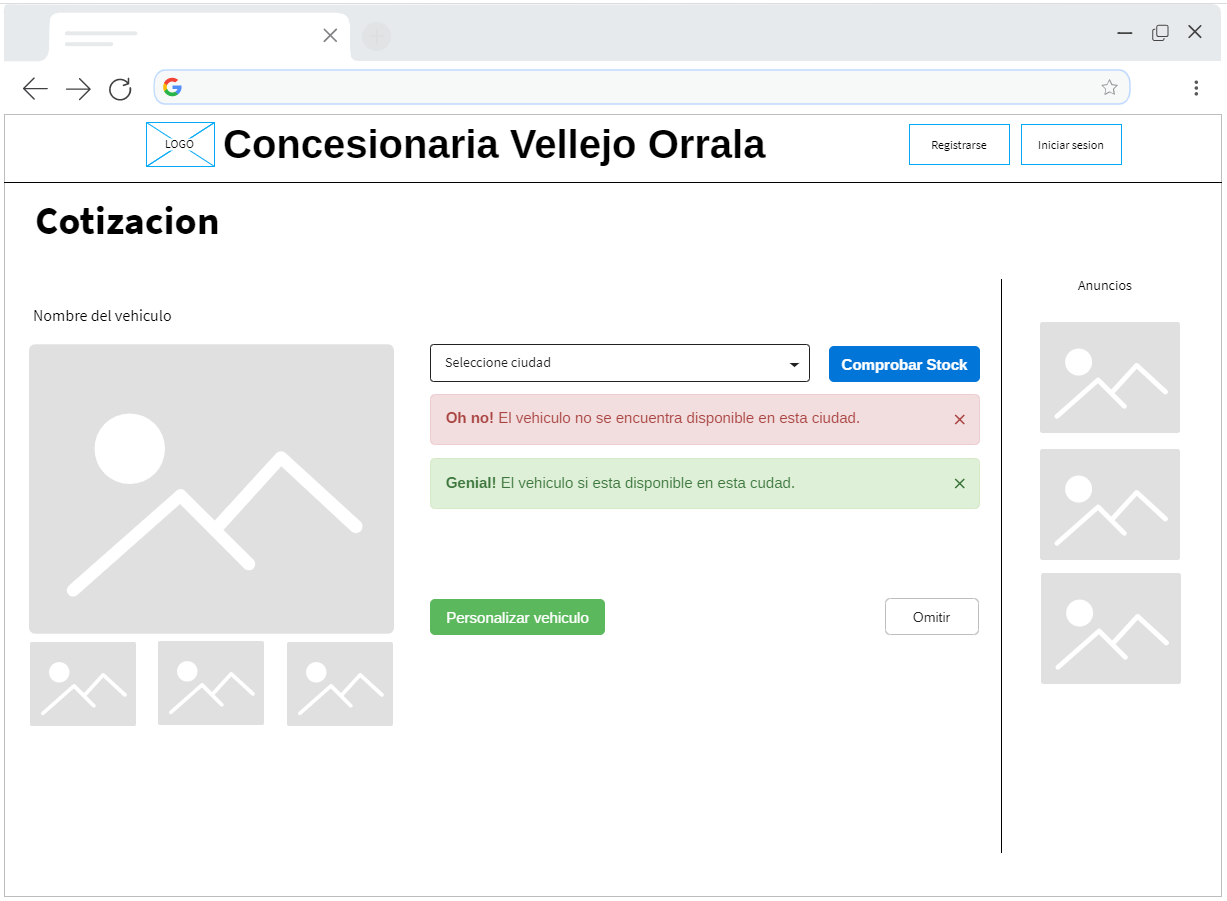 LOGO
Concesionaria Vellejo Orrala
Registrarse
Iniciar sesion
Cotizacion
Anuncios
Nombre del vehiculo
Seleccione ciudad
Comprobar Stock
Oh no! El vehiculo no se encuentra disponible en esta ciudad.
Genial! El vehiculo si esta disponible en esta cudad.
Personalizar vehiculo
Omitir